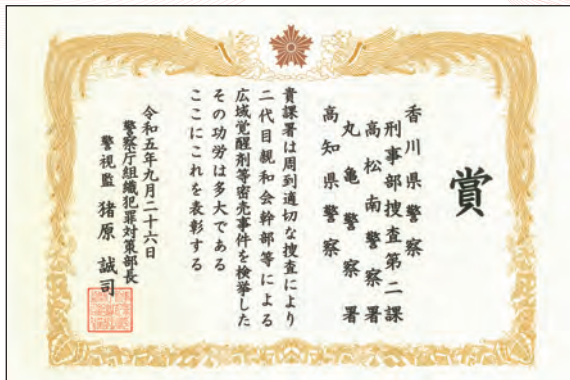 賞
香川県警察
刑事部捜査第二課
高松南警察署
丸亀警察署
高知県警察
貴課署は周到適切な捜査により
二代目親和会幹部等による
広域覚醒剤等密売事件を検挙した
その功労は多大である
ここにこれを表彰する
令和五年九月二十六日
警察庁組織犯罪対策部長
警視監 猪原誠司